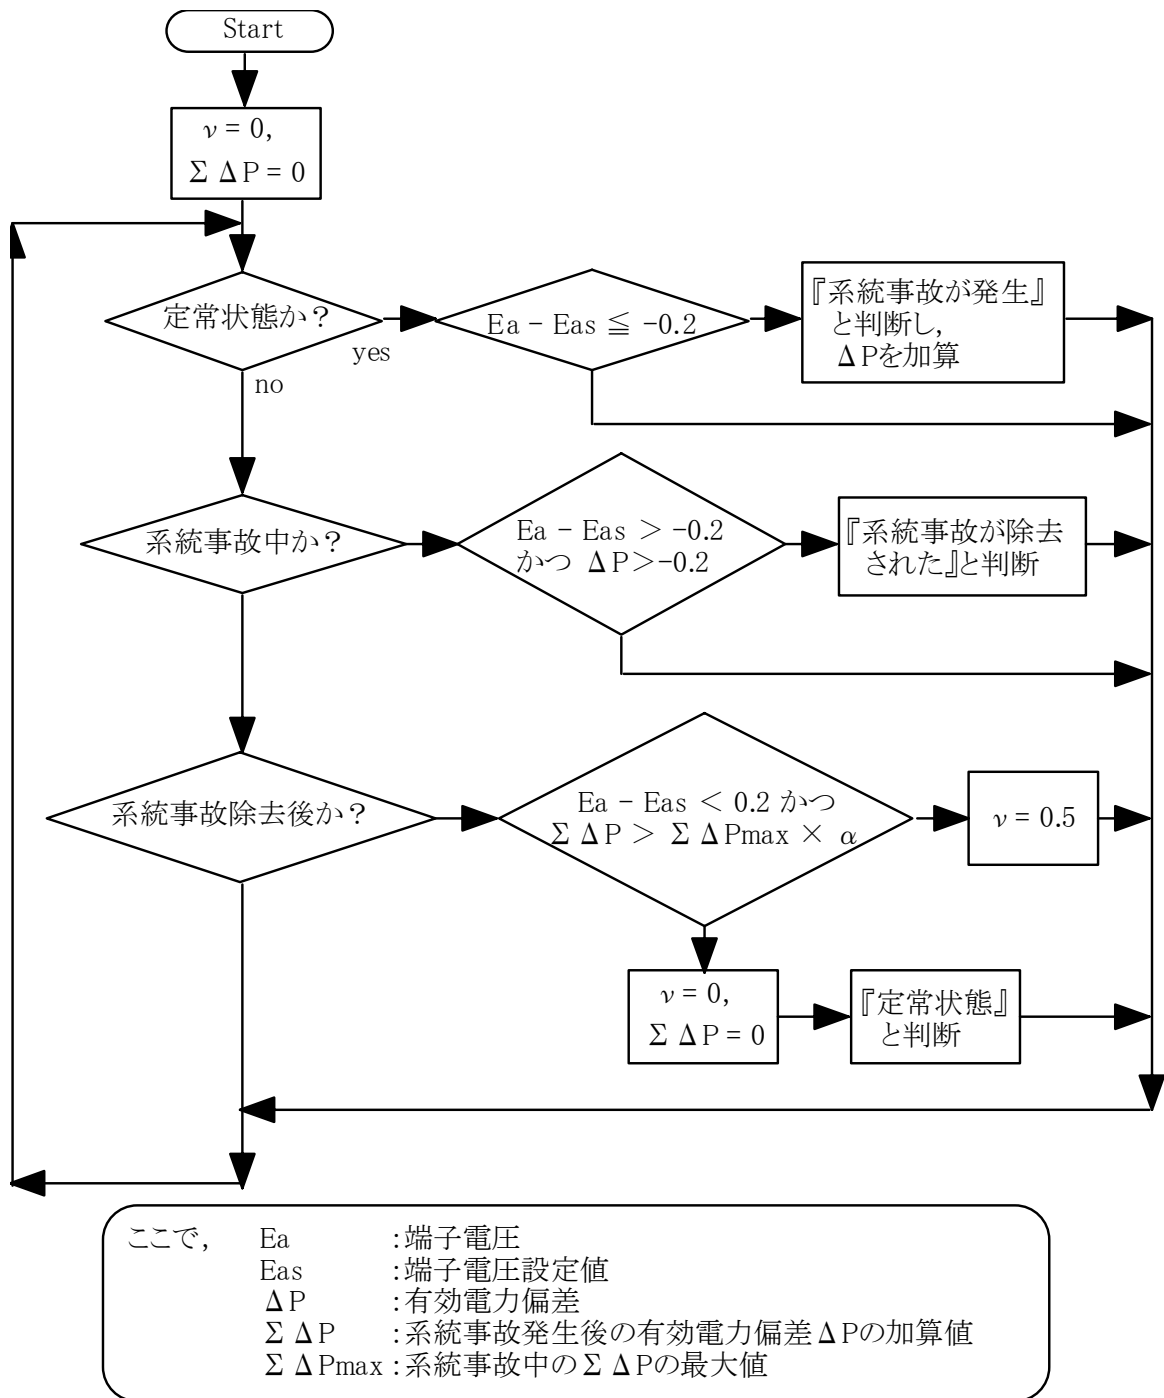 Start
ν = 0,
Σ ΔP = 0
定常状態か？
yes
no
Ea − Eas ≦ -0.2
『系統事故が発生』
と判断し,
ΔPを加算
系統事故中か？
Ea − Eas ＞ -0.2
かつ ΔP＞-0.2
『系統事故が除去
された』と判断
系統事故除去後か？
Ea − Eas ＜ 0.2 かつ
Σ ΔP ＞ Σ ΔPmax × α
ν = 0.5
ν = 0,
Σ ΔP = 0
『定常状態』
と判断
ここで, Ea :端子電圧
Eas :端子電圧設定値
ΔP :有効電力偏差
Σ ΔP :系統事故発生後の有効電力偏差ΔPの加算値
Σ ΔPmax :系統事故中のΣ ΔPの最大値